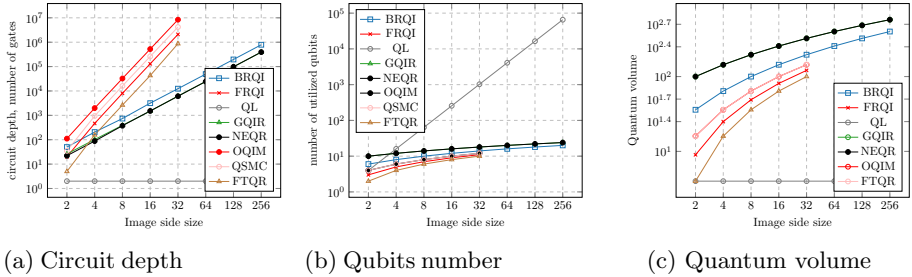 circuit depth, number of gates
10^7
10^6
10^5
10^4
10^3
10^2
10^1
10^0
BRQI
FRQI
QL
GQIR
NEQR
OQIM
QSMC
FTQR
2 4 8 16 32 64 128 256
Image side size
(a) Circuit depth
number of utilized qubits
10^5
10^4
10^3
10^2
10^1
10^0
BRQI
FRQI
QL
GQIR
NEQR
OQIM
QSMC
FTQR
2 4 8 16 32 64 128 256
Image side size
(b) Qubits number
Quantum volume
10^2.7
10^2.4
10^2
10^1.7
10^1.4
10^1
BRQI
FRQI
QL
GQIR
NEQR
OQIM
QSMC
FTQR
2 4 8 16 32 64 128 256
Image side size
(c) Quantum volume